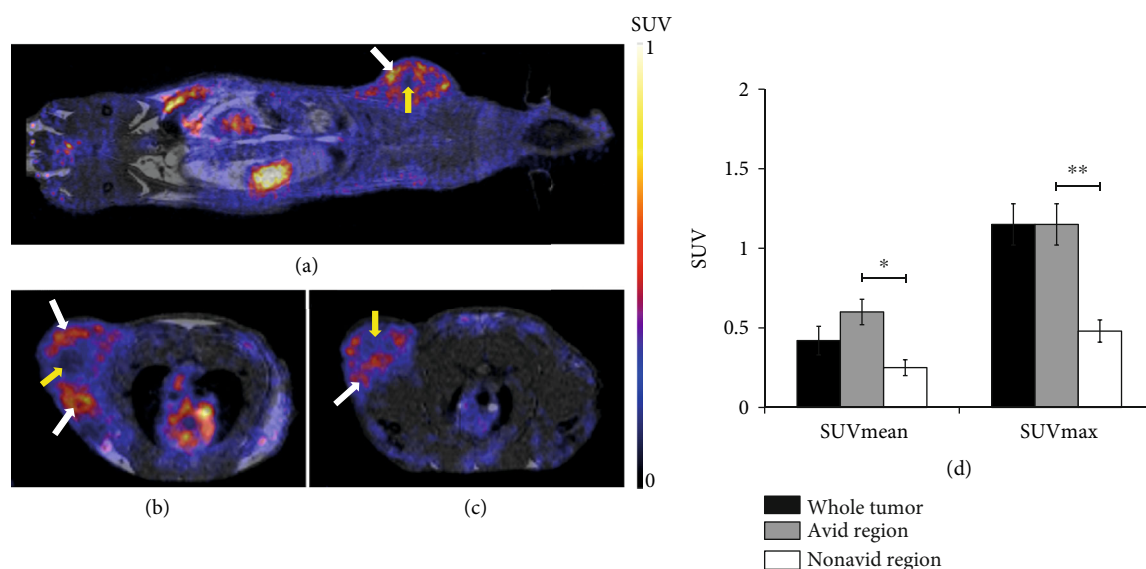 SUV
1
0
(a)
(b)
(c)
2
1.5
1
0.5
0
SUV
*
**
SUVmean
SUVmax
(d)
Whole tumor
Avid region
Nonavid region